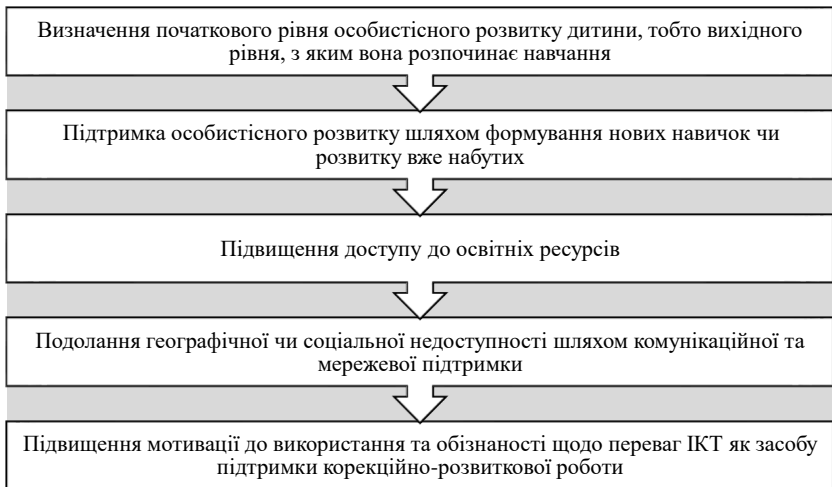 Визначення початкового рівня особистісного розвитку дитини, тобто вихідного
рівня, з яким вона розпочинає навчання
Підтримка особистісного розвитку шляхом формування нових навичок чи
розвитку вже набутих
Підвищення доступу до освітніх ресурсів
Подолання географічної чи соціальної недоступності шляхом комунікаційної та
мережевої підтримки
Підвищення мотивації до використання та обізнаності щодо переваг ІКТ як засобу
підтримки корекційно-розвиткової роботи